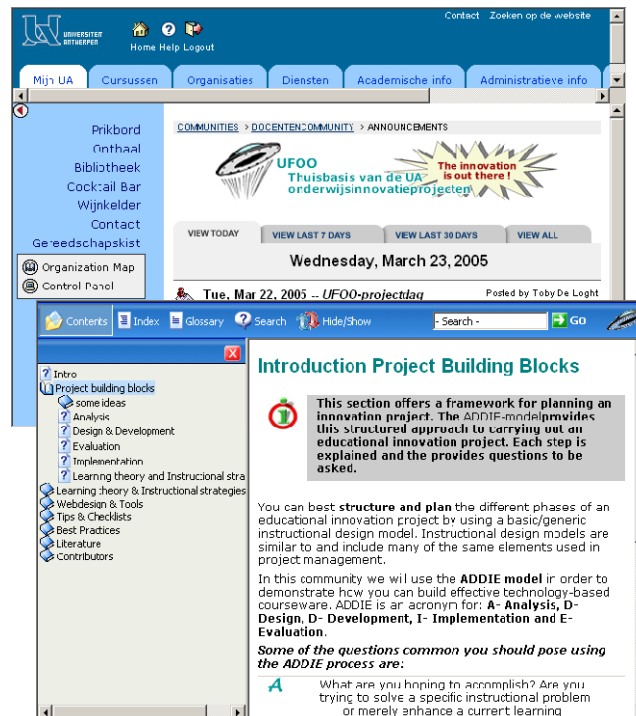 Contact Zoeken op de website
UNIVERSITEIT
ANTWERPEN
Home Help Logout
Mijn UA Cursussen Organisaties Diensten Academische info Administratieve info
Prikbord
Onthaal
Bibliotheek
Cocktail Bar
Wijnkelder
Contact
Gereedschapskist
Organization Map
Control Panel
COMMUNITIES > DOCENTENCOMMUNITY > ANNOUNCEMENTS
UFOO
Thuisbasis van de UA
onderwijsinnovatieprojecten
The innovation
is out there !
VIEW TODAY VIEW LAST 7 DAYS VIEW LAST 30 DAYS VIEW ALL
Wednesday, March 23, 2005
Tue, Mar 22, 2005 -- UFOO-projectdag Posted by Toby De Loght
Contents Index Glossary Search Hide/Show - Search - GO
Intro
Project building blocks
some ideas
Analysis
Design & Development
Evaluation
Implementation
Learning theory and Instructional stra
Learning theory & Instructional strategies
Webdesign & Tools
Tips & Checklists
Best Practices
Literature
Contributors
Introduction Project Building Blocks
This section offers a framework for planning an
innovation project. The ADDIE-modelprovides
this structured approach to carrying out an
educational innovation project. Each step is
explained and the provides questions to be
asked.
You can best structure and plan the different phases of an
educational innovation project by using a basic/generic
instructional design model. Instructional design models are
similar to and include many of the same elements used in
project management.
In this community we will use the ADDIE model in order to
demonstrate how you can build effective technology-based
courseware. ADDIE is an acronym for: A- Analysis, D-
Design, D- Development, I- Implementation and E-
Evaluation.
Some of the questions common you should pose using
the ADDIE process are:
A What are you hoping to accomplish? Are you
trying to solve a specific instructional problem
or merely enhance a current learning